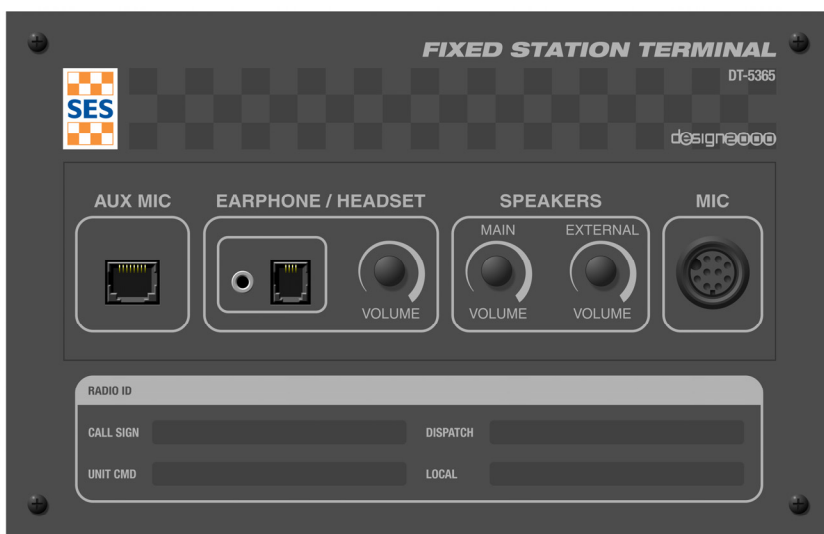 FIXED STATION TERMINAL
DT-5365
SES
design2000
AUX MIC
EARPHONE / HEADSET
SPEAKERS
MIC
MAIN
EXTERNAL
VOLUME
VOLUME
VOLUME
RADIO ID
CALL SIGN
DISPATCH
UNIT CMD
LOCAL